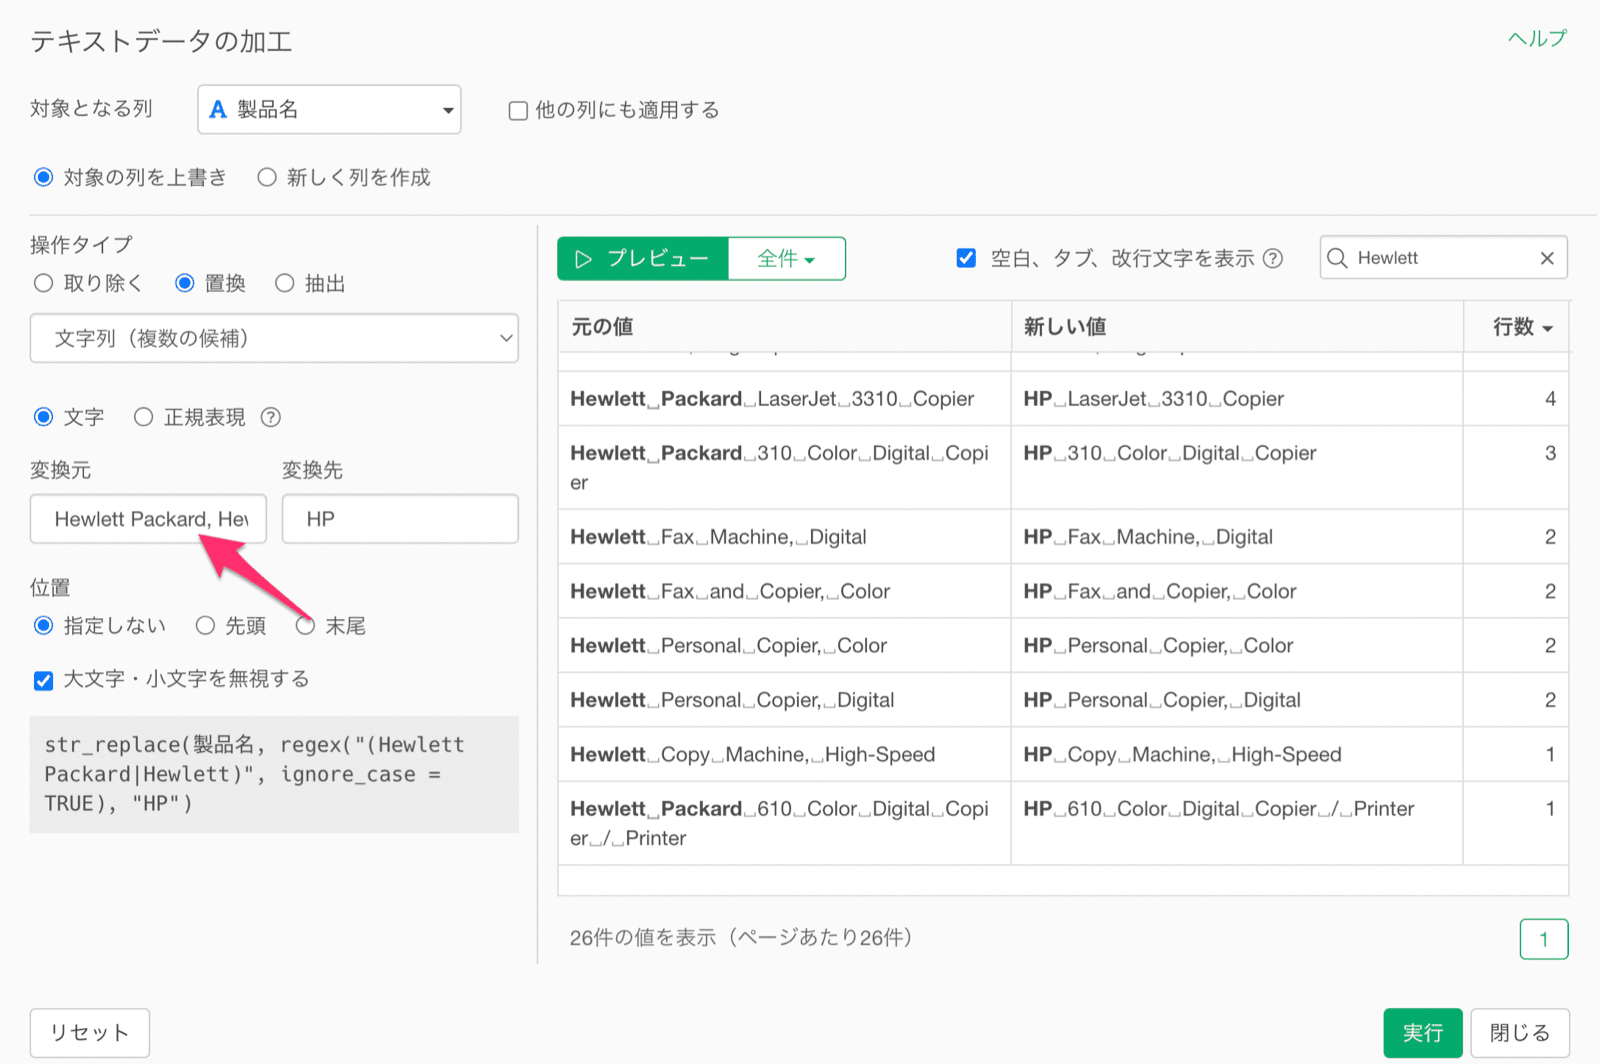 テキストデータの加工
ヘルプ
対象となる列
A 製品名
他の列にも適用する
対象の列を上書き
新しく列を作成
操作タイプ
取り除く
置換
抽出
文字列（複数の候補）
文字
正規表現
変換元
変換先
Hewlett Packard, Hew
HP
位置
指定しない
先頭
末尾
大文字・小文字を無視する
str_replace(製品名, regex("(Hewlett
Packard|Hewlett)", ignore_case =
TRUE), "HP")
プレビュー
全件
空白、タブ、改行文字を表示
Hewlett
元の値
新しい値
行数
Hewlett␣Packard␣LaserJet␣3310␣Copier
HP␣LaserJet␣3310␣Copier
4
Hewlett␣Packard␣310␣Color␣Digital␣Copi
er
HP␣310␣Color␣Digital␣Copier
3
Hewlett␣Fax␣Machine,␣Digital
HP␣Fax␣Machine,␣Digital
2
Hewlett␣Fax␣and␣Copier,␣Color
HP␣Fax␣and␣Copier,␣Color
2
Hewlett␣Personal␣Copier,␣Color
HP␣Personal␣Copier,␣Color
2
Hewlett␣Personal␣Copier,␣Digital
HP␣Personal␣Copier,␣Digital
2
Hewlett␣Copy␣Machine,␣High-Speed
HP␣Copy␣Machine,␣High-Speed
1
Hewlett␣Packard␣610␣Color␣Digital␣Copi
er␣/␣Printer
HP␣610␣Color␣Digital␣Copier␣/␣Printer
1
26件の値を表示（ページあたり26件）
1
リセット
実行
閉じる